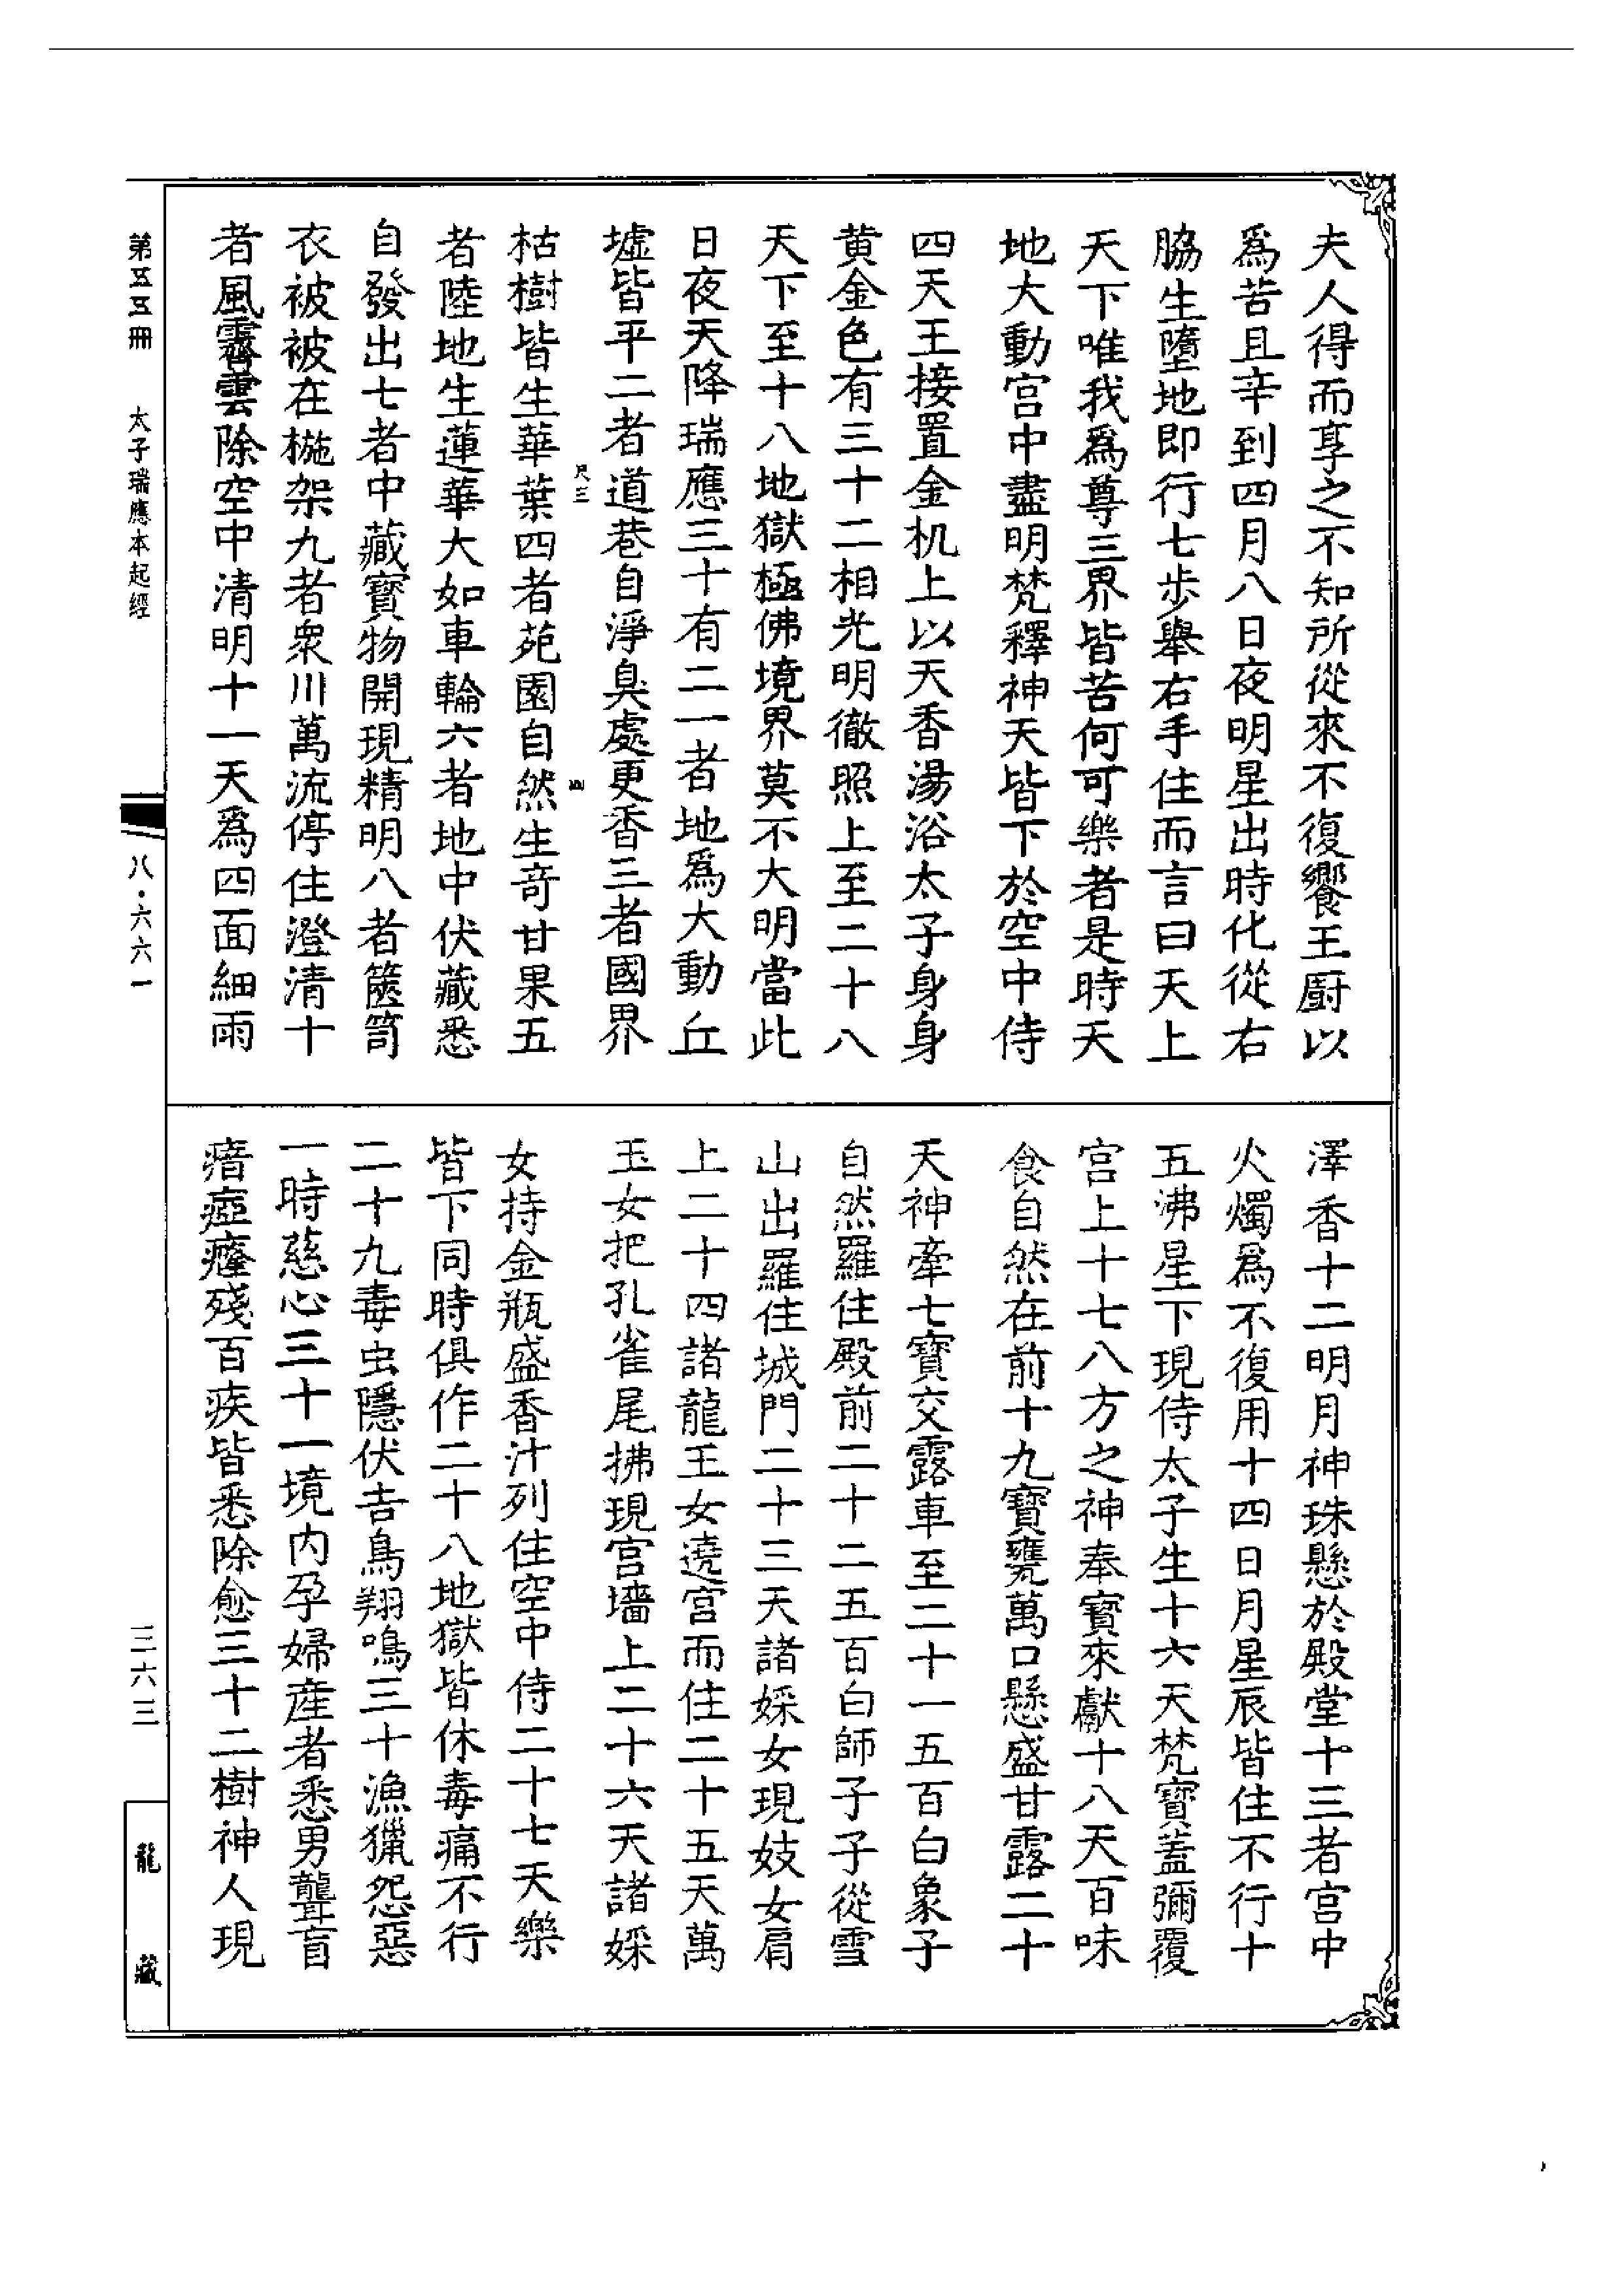 夫人得而享之不知所從來不復饗王廚以
爲苦且辛到四月八日夜明星出時化從右
脇生墮地即行七步舉右手住而言曰天上
天下唯我爲尊三界皆苦何可樂者是時天
地大動宫中盡明梵釋神天皆下於空中侍
四天王接置金机上以天香湯浴太子身身
黄金色有三十二相光明徹照上至二十八
天下至十八地獄極佛境界莫不大明當此
日夜天降瑞應三十有二一者地爲大動丘
墟皆平二者道巷自淨臭處更香三者國界
尺三 四
枯樹皆生華葉四者苑園自然生奇甘果五
者陸地生蓮華大如車輪六者地中伏藏悉
自發出七者中藏寶物開現精明八者篋笥
衣被被在椸架九者衆川萬流停住澄清十
者風霽雲除空中清明十一天爲四面細雨
澤香十二明月神珠懸於殿堂十三者宫中
火燭爲不復用十四日月星辰皆住不行十
五沸星下現侍太子生十六天梵寶蓋彌覆
宫上十七八方之神奉寶來獻十八天百味
食自然在前十九寶甕萬口懸盛甘露二十
天神牽七寶交露車至二十一五百白象子
自然羅住殿前二十二五百白師子子從雪
山出羅住城門二十三天諸婇女現妓女肩
上二十四諸龍王女遶宫而住二十五天萬
玉女把孔雀尾拂現宫墻上二十六天諸婇
女持金瓶盛香汁列住空中侍二十七天樂
皆下同時俱作二十八地獄皆休毒痛不行
二十九毒虫隱伏吉鳥翔鳴三十漁獵怨惡
一時慈心三十一境内孕婦産者悉男聾盲
瘖瘂癃殘百疾皆悉除愈三十二樹神人現
第五五冊 太子瑞應本起經 八·六六一
三六三
龍藏